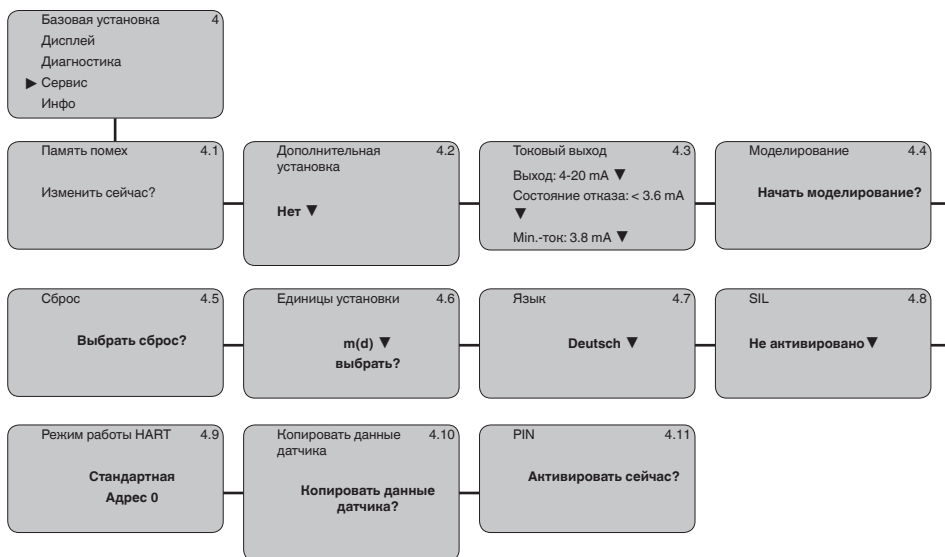 Базовая установка 4
Дисплей
Диагностика
▶ Сервис
Инфо
Память помех 4.1
Изменить сейчас?
Дополнительная 4.2
установка
Нет ▼
Токовый выход 4.3
Выход: 4-20 mA ▼
Состояние отказа: < 3.6 mA
▼
Min.-ток: 3.8 mA ▼
Моделирование 4.4
Начать моделирование?
Сброс 4.5
Выбрать сброс?
Единицы установки 4.6
m(d) ▼
выбрать?
Язык 4.7
Deutsch ▼
SIL 4.8
Не активировано ▼
Режим работы HART 4.9
Стандартная
Адрес 0
Копировать данные 4.10
датчика
Копировать данные
датчика?
PIN 4.11
Активировать сейчас?